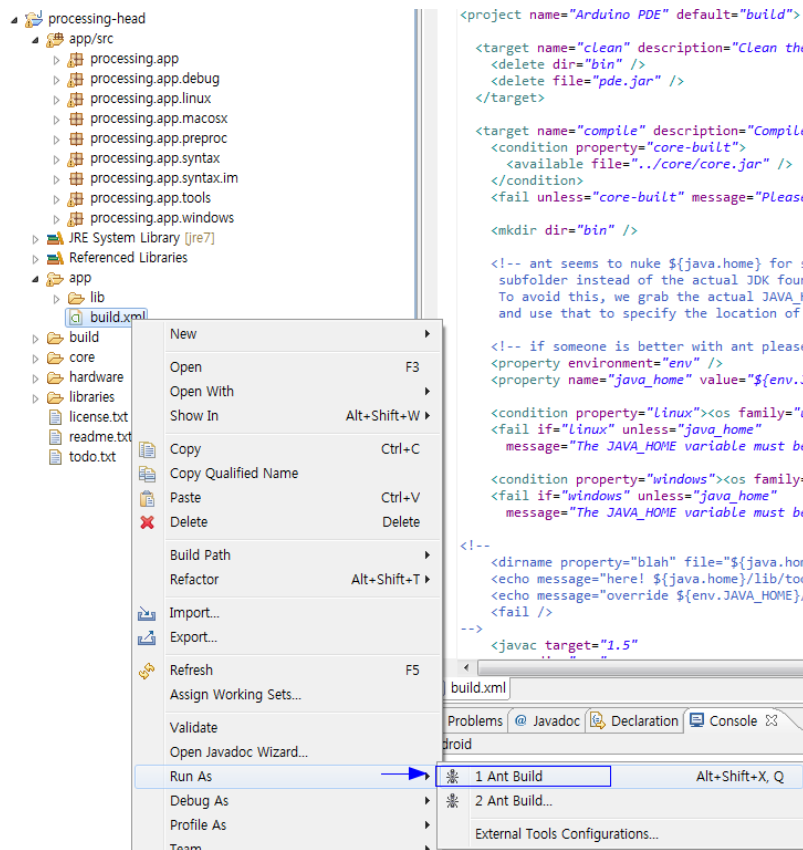 processing-head
app/src
processing.app
processing.app.debug
processing.app.linux
processing.app.macosx
processing.app.preproc
processing.app.syntax
processing.app.syntax.im
processing.app.tools
processing.app.windows
JRE System Library [jre7]
Referenced Libraries
app
lib
build.xml
build
core
hardware
libraries
license.txt
readme.txt
todo.txt
New
Open F3
Open With
Show In Alt+Shift+W
Copy Ctrl+C
Copy Qualified Name
Paste Ctrl+V
Delete Delete
Build Path
Refactor Alt+Shift+T
Import...
Export...
Refresh F5
Assign Working Sets...
Validate
Open Javadoc Wizard...
Run As
Debug As
Profile As
Team
<project name="Arduino PDE" default="build">
<target name="clean" description="Clean the
<delete dir="bin" />
<delete file="pde.jar" />
</target>
<target name="compile" description="Compile
<condition property="core-built">
<available file="../core/core.jar" />
</condition>
<fail unless="core-built" message="Please
<mkdir dir="bin" />
<!-- ant seems to nuke ${java.home} for s
subfolder instead of the actual JDK foun
To avoid this, we grab the actual JAVA_H
and use that to specify the location of
<!-- if someone is better with ant please
<property environment="env" />
<property name="java_home" value="${env.J
<condition property="linux"><os family="u
<fail if="linux" unless="java_home"
message="The JAVA_HOME variable must be
<condition property="windows"><os family=
<fail if="windows" unless="java_home"
message="The JAVA_HOME variable must be
<!--
<dirname property="blah" file="${java.hom
<echo message="here! ${java.home}/lib/too
<echo message="override ${env.JAVA_HOME}/
<fail />
-->
<javac target="1.5"
build.xml
Problems @ Javadoc Declaration Console
droid
1 Ant Build Alt+Shift+X, Q
2 Ant Build...
External Tools Configurations...